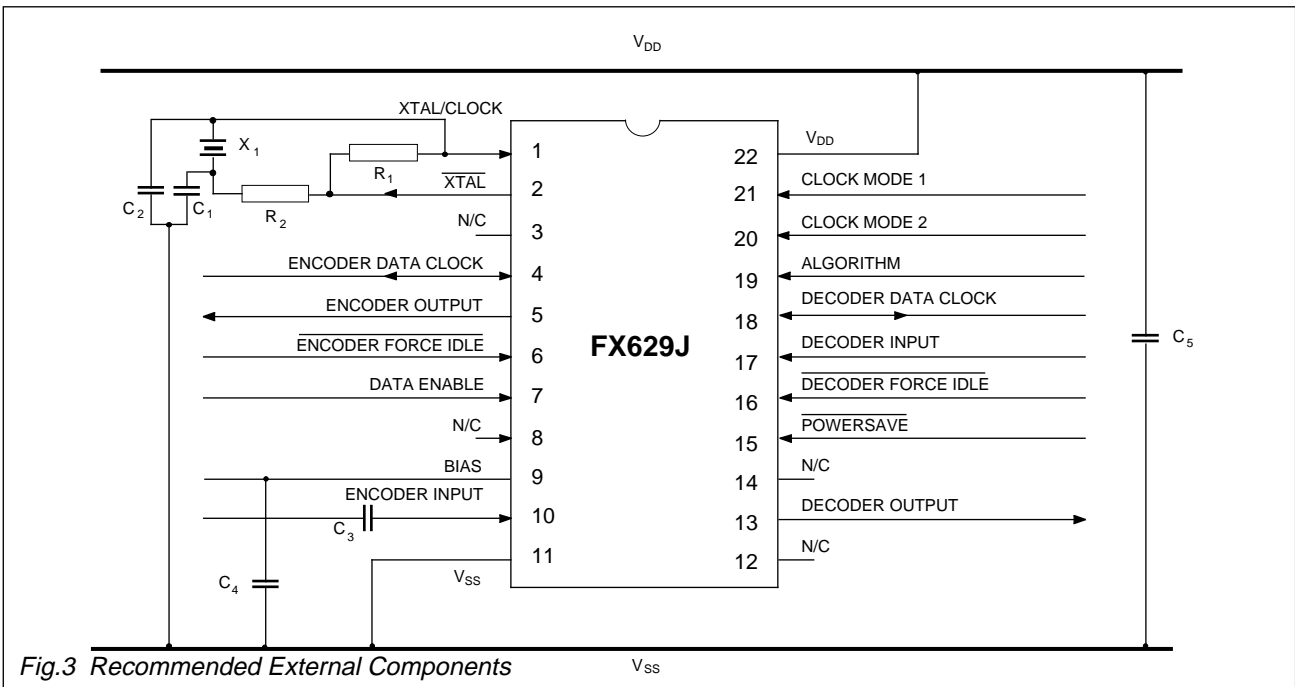 VDD
XTAL/CLOCK
X1
R1
XTAL
C2
C1
R2
N/C
ENCODER DATA CLOCK
ENCODER OUTPUT
ENCODER FORCE IDLE
DATA ENABLE
N/C
BIAS
ENCODER INPUT
C3
VSS
C4
1
2
3
4
5
6
7
8
9
10
11
FX629J
22
21
20
19
18
17
16
15
14
13
12
VDD
CLOCK MODE 1
CLOCK MODE 2
ALGORITHM
DECODER DATA CLOCK
DECODER INPUT
DECODER FORCE IDLE
POWERSAVE
N/C
DECODER OUTPUT
N/C
C5
VSS
Fig.3 Recommended External Components